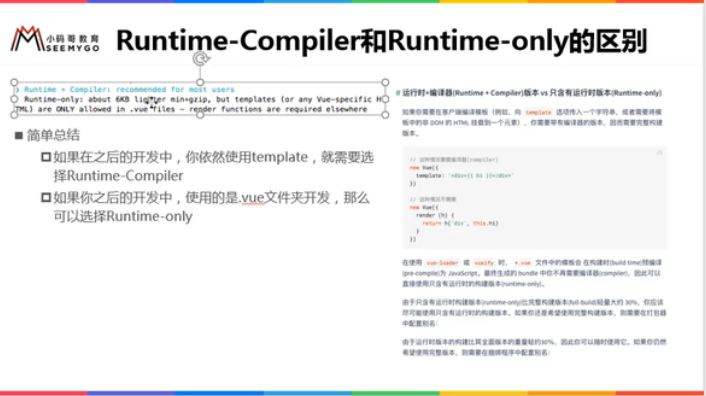 小码哥教育
SEEMYGO
Runtime-Compiler和Runtime-only的区别
❯ Runtime + Compiler: recommended for most users
Runtime-only: about 6KB lighter min+gzip, but templates (or any Vue-specific H
TML) are ONLY allowed in .vue files - render functions are required elsewhere
简单总结
如果在之后的开发中，你依然使用template，就需要选
择Runtime-Compiler
如果你之后的开发中，使用的是.vue文件夹开发，那么
可以选择Runtime-only
# 运行时+编译器(Runtime + Compiler)版本 vs 只含有运行时版本(Runtime-only)
如果你需要在客户端编译模板（例如，向 template 选项传入一个字符串，或者需要将模
板中的非 DOM 的 HTML 挂载到一个元素），你需要带有编译器的版本，因而需要完整构建
版本。
JS
// 这种情况需要编译器(compiler)
new Vue({
template: '<div>{{ hi }}</div>'
})
// 这种情况不需要
new Vue({
render (h) {
return h('div', this.hi)
}
})
在使用 vue-loader 或 vueify 时， *.vue 文件中的模板会在构建时(build time)预编译
(pre-compile)为 JavaScript。最终生成的 bundle 中你不再需要编译器(compiler)，因此可以
直接使用只含有运行时的构建版本(runtime-only)。
由于只含有运行时构建版本(runtime-only)比完整构建版本(full-build)轻量大约 30%，你应该
尽可能使用只含有运行时的构建版本。如果你还是希望使用完整构建版本，则需要在打包器
中配置别名：
由于运行时版本的构建比其全面版本的重量轻约30%，因此你可以随时使用它。如果你仍然
希望使用完整版本，则需要在捆绑程序中配置别名：